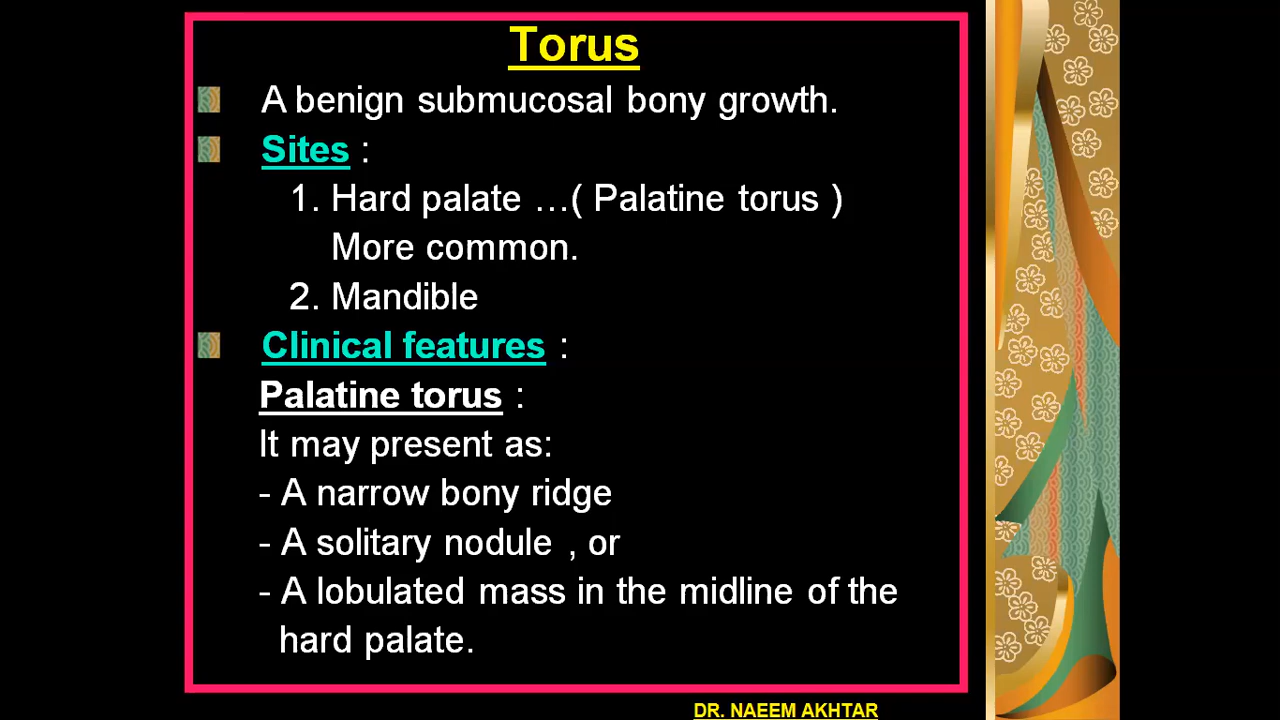 Torus
A benign submucosal bony growth.
Sites :
1. Hard palate …( Palatine torus )
More common.
2. Mandible
Clinical features :
Palatine torus :
It may present as:
- A narrow bony ridge
- A solitary nodule , or
- A lobulated mass in the midline of the
hard palate.
DR. NAEEM AKHTAR